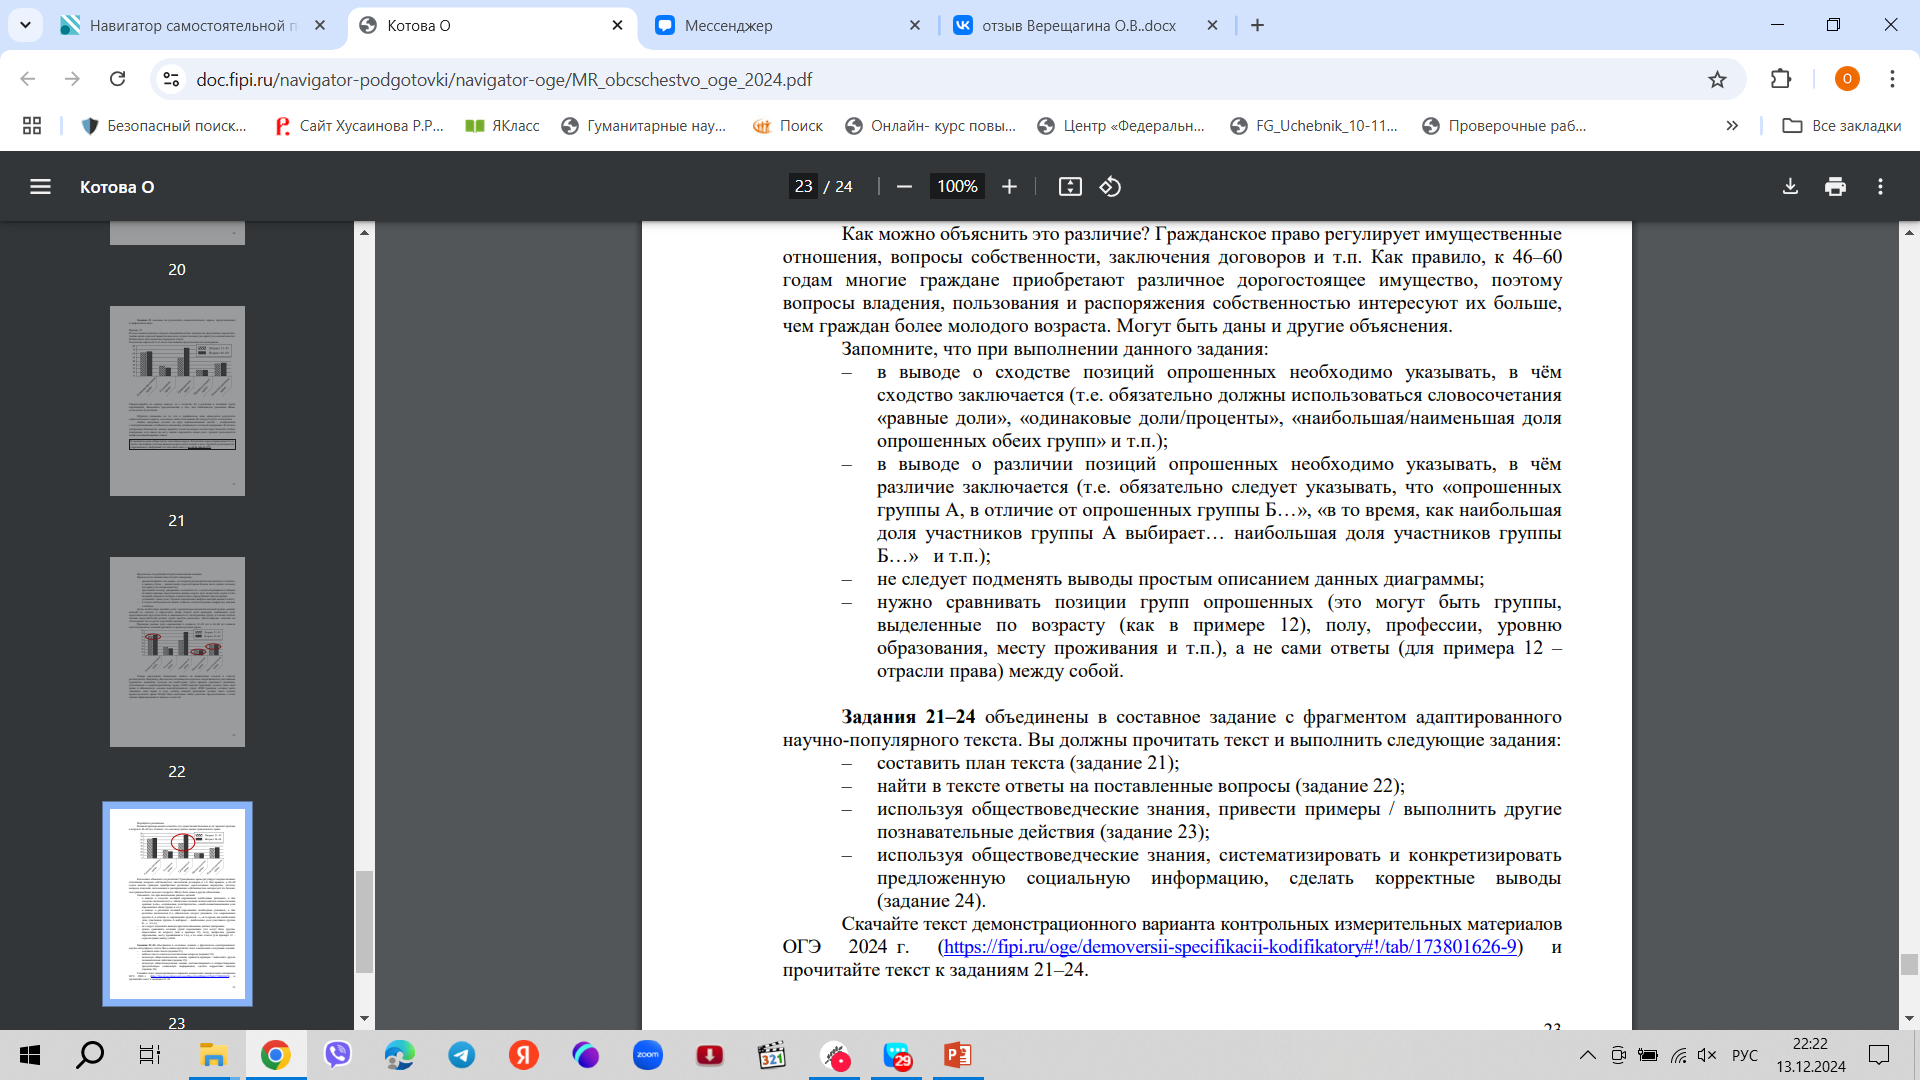 Навигатор самостоятельной п
Котова О
Мессенджер
отзыв Верещагина О.В..docx
doc.fipi.ru/navigator-podgotovki/navigator-oge/MR_obcschestvo_oge_2024.pdf
О
Безопасный поиск...
Сайт Хусаинова Р.Р...
ЯКласс
Гуманитарные нау...
Поиск
Онлайн- курс повы...
Центр «Федеральн...
FG_Uchebnik_10-11...
Проверочные раб...
Все закладки
Котова О
23 / 24
100%
20
21
22
23
Как можно объяснить это различие? Гражданское право регулирует имущественные
отношения, вопросы собственности, заключения договоров и т.п. Как правило, к 46–60
годам многие граждане приобретают различное дорогостоящее имущество, поэтому
вопросы владения, пользования и распоряжения собственностью интересуют их больше,
чем граждан более молодого возраста. Могут быть даны и другие объяснения.
Запомните, что при выполнении данного задания:
– в выводе о сходстве позиций опрошенных необходимо указывать, в чём
сходство заключается (т.е. обязательно должны использоваться словосочетания
«равные доли», «одинаковые доли/проценты», «наибольшая/наименьшая доля
опрошенных обеих групп» и т.п.);
– в выводе о различии позиций опрошенных необходимо указывать, в чём
различие заключается (т.е. обязательно следует указывать, что «опрошенных
группы А, в отличие от опрошенных группы Б…», «в то время, как наибольшая
доля участников группы А выбирает… наибольшая доля участников группы
Б…» и т.п.);
– не следует подменять выводы простым описанием данных диаграммы;
– нужно сравнивать позиции групп опрошенных (это могут быть группы,
выделенные по возрасту (как в примере 12), полу, профессии, уровню
образования, месту проживания и т.п.), а не сами ответы (для примера 12 –
отрасли права) между собой.
Задания 21–24 объединены в составное задание с фрагментом адаптированного
научно-популярного текста. Вы должны прочитать текст и выполнить следующие задания:
– составить план текста (задание 21);
– найти в тексте ответы на поставленные вопросы (задание 22);
– используя обществоведческие знания, привести примеры / выполнить другие
познавательные действия (задание 23);
– используя обществоведческие знания, систематизировать и конкретизировать
предложенную социальную информацию, сделать корректные выводы
(задание 24).
Скачайте текст демонстрационного варианта контрольных измерительных материалов
ОГЭ 2024 г. (https://fipi.ru/oge/demoversii-specifikacii-kodifikatory#!/tab/173801626-9) и
прочитайте текст к заданиям 21–24.
23
zoom
321
29
РУС
22:22
13.12.2024